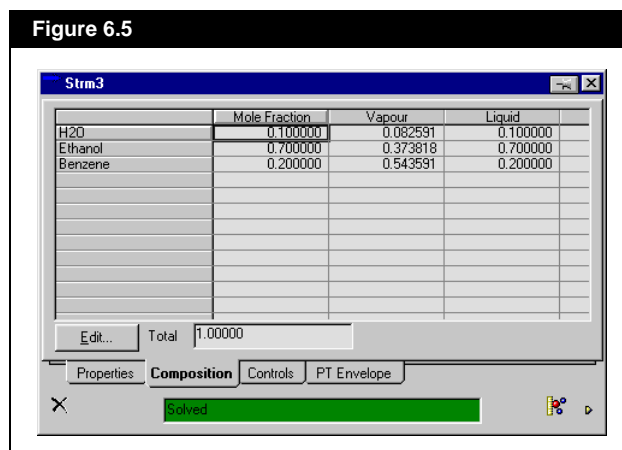 Figure 6.5
Strm3
Mole Fraction Vapour Liquid
H2O 0.100000 0.082591 0.100000
Ethanol 0.700000 0.373818 0.700000
Benzene 0.200000 0.543591 0.200000
Edit... Total 1.00000
Properties Composition Controls PT Envelope
Solved